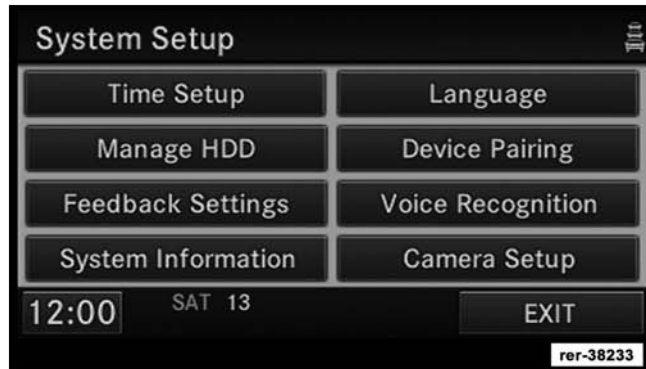 System Setup
Time Setup
Language
Manage HDD
Device Pairing
Feedback Settings
Voice Recognition
System Information
Camera Setup
12:00
SAT 13
EXIT
rer-38233